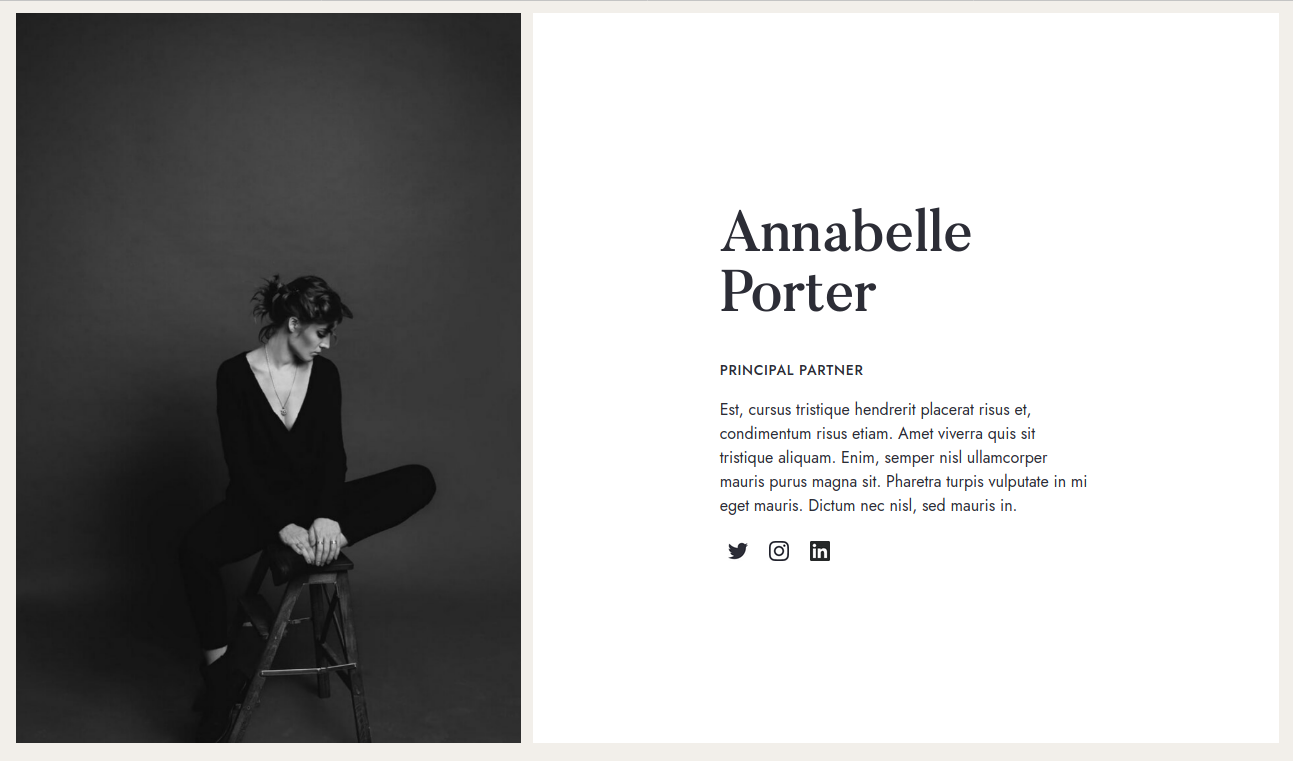 Annabelle
Porter
PRINCIPAL PARTNER
Est, cursus tristique hendrerit placerat risus et,
condimentum risus etiam. Amet viverra quis sit
tristique aliquam. Enim, semper nisl ullamcorper
mauris purus magna sit. Pharetra turpis vulputate in mi
eget mauris. Dictum nec nisl, sed mauris in.